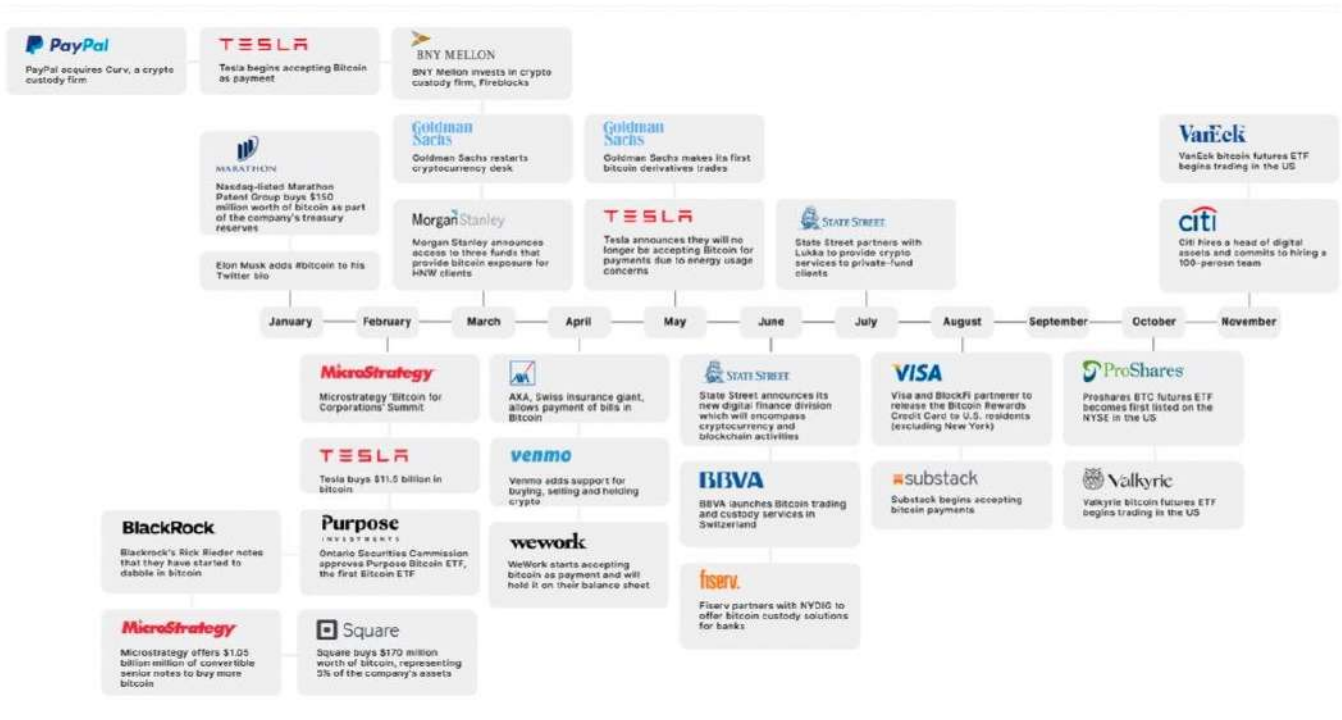 PayPal
PayPal acquires Curv, a crypto
custody firm
TESLA
Tesla begins accepting Bitcoin
as payment
BNY MELLON
BNY Mellon invests in crypto
custody firm, Fireblocks
MARATHON
Nasdaq-listed Marathon
Patent Group buys $150
million worth of bitcoin as part
of the company's treasury
reserves
Elon Musk adds #bitcoin to his
Twitter bio
Goldman
Sachs
Goldman Sachs restarts
cryptocurrency desk
Morgan Stanley
Morgan Stanley announces
access to three funds that
provide bitcoin exposure for
HNW clients
Goldman
Sachs
Goldman Sachs makes its first
bitcoin derivatives trades
TESLA
Tesla announces they will no
longer be accepting Bitcoin for
payments due to energy usage
concerns
STATE STREET
State Street partners with
Lukka to provide crypto
services to private-fund
clients
VanEck
VanEck bitcoin futures ETF
begins trading in the US
citi
Citi hires a head of digital
assets and commits to hiring a
100-perosn team
January
February
March
April
May
June
July
August
September
October
November
MicroStrategy
Microstrategy 'Bitcoin for
Corporations' Summit
TESLA
Tesla buys $11.5 billion in
bitcoin
Purpose
INVESTMENTS
Ontario Securities Commission
approves Purpose Bitcoin ETF,
the first Bitcoin ETF
BlackRock
Blackrock's Rick Rieder notes
that they have started to
dabble in bitcoin
MicroStrategy
Microstrategy offers $1.05
billion million of convertible
senior notes to buy more
bitcoin
Square
Square buys $170 million
worth of bitcoin, representing
5% of the company's assets
AXA
AXA, Swiss insurance giant,
allows payment of bills in
Bitcoin
venmo
Venmo adds support for
buying, selling and holding
crypto
wework
WeWork starts accepting
bitcoin as payment and will
hold it on their balance sheet
STATE STREET
State Street announces its
new digital finance division
which will encompass
cryptocurrency and
blockchain activities
BBVA
BBVA launches Bitcoin trading
and custody services in
Switzerland
fiserv.
Fiserv partners with NYDIG to
offer bitcoin custody solutions
for banks
VISA
Visa and BlockFi partnerer to
release the Bitcoin Rewards
Credit Card to U.S. residents
(excluding New York)
substack
Substack begins accepting
bitcoin payments
ProShares
Proshares BTC futures ETF
becomes first listed on the
NYSE in the US
Valkyrie
Valkyrie bitcoin futures ETF
begins trading in the US